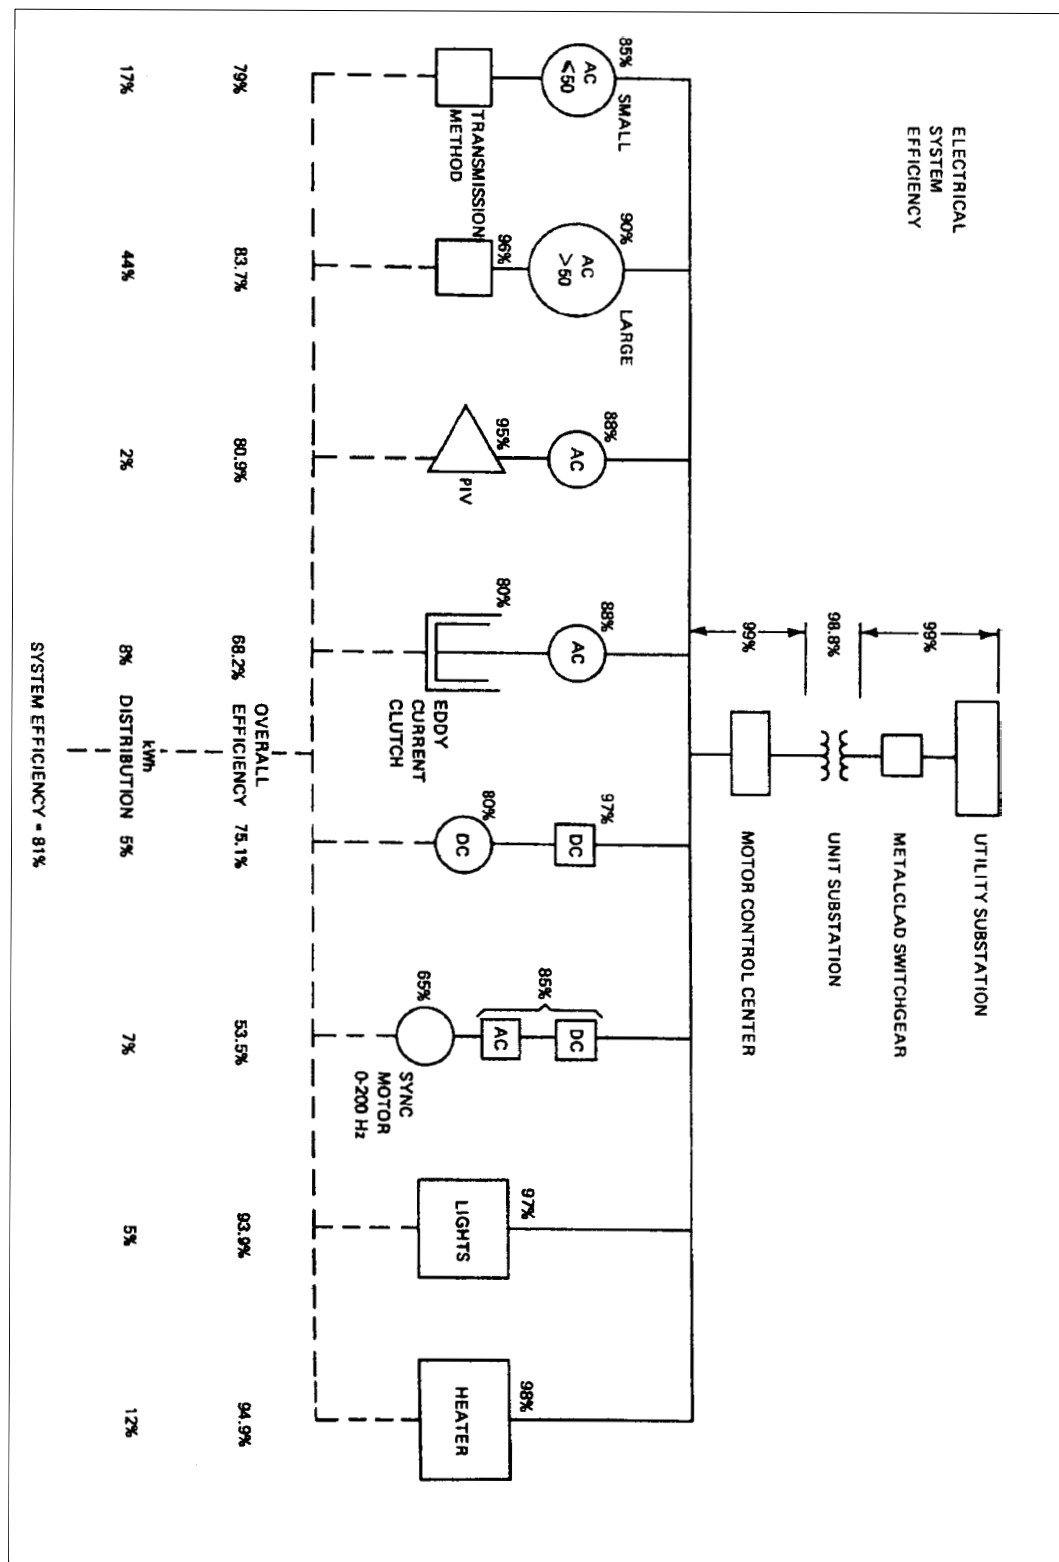 ELECTRICAL
SYSTEM
EFFICIENCY
UTILITY SUBSTATION
99%
METALCLAD SWITCHGEAR
98.8%
UNIT SUBSTATION
99%
MOTOR CONTROL CENTER
85%
AC
≤50
SMALL
90%
AC
>50
LARGE
88%
AC
88%
AC
97%
DC
85%
DC
AC
97%
LIGHTS
98%
HEATER
TRANSMISSION
METHOD
96%
95%
PIV
80%
EDDY
CURRENT
CLUTCH
80%
DC
65%
SYNC
MOTOR
0-200 Hz
79%
83.7%
80.9%
68.2%
OVERALL
EFFICIENCY
75.1%
53.5%
93.9%
94.9%
17%
44%
2%
8%
kWh
DISTRIBUTION
5%
7%
5%
12%
SYSTEM EFFICIENCY = 81%